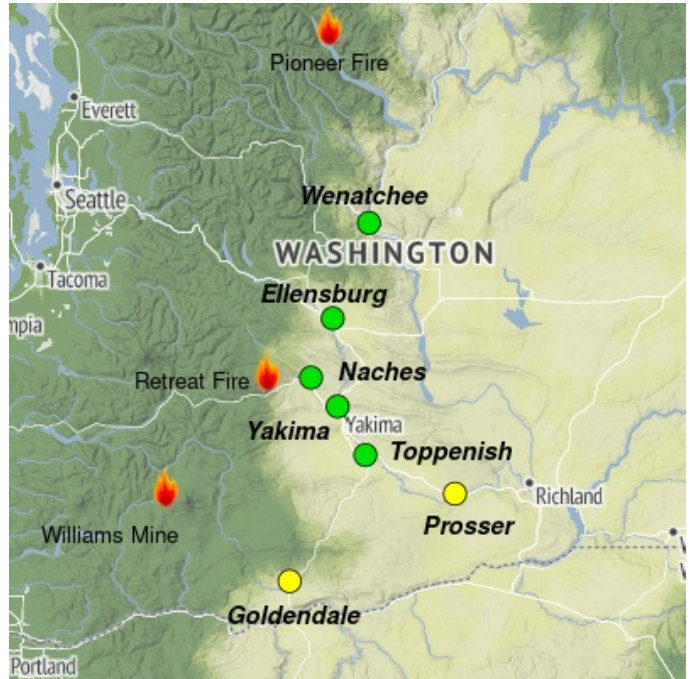 Pioneer Fire
Everett
Wenatchee
Seattle
WASHINGTON
Tacoma
Ellensburg
mpia
Retreat Fire
Naches
Yakima
Yakima
Toppenish
Richland
Prosser
Williams Mine
Goldendale
Portland